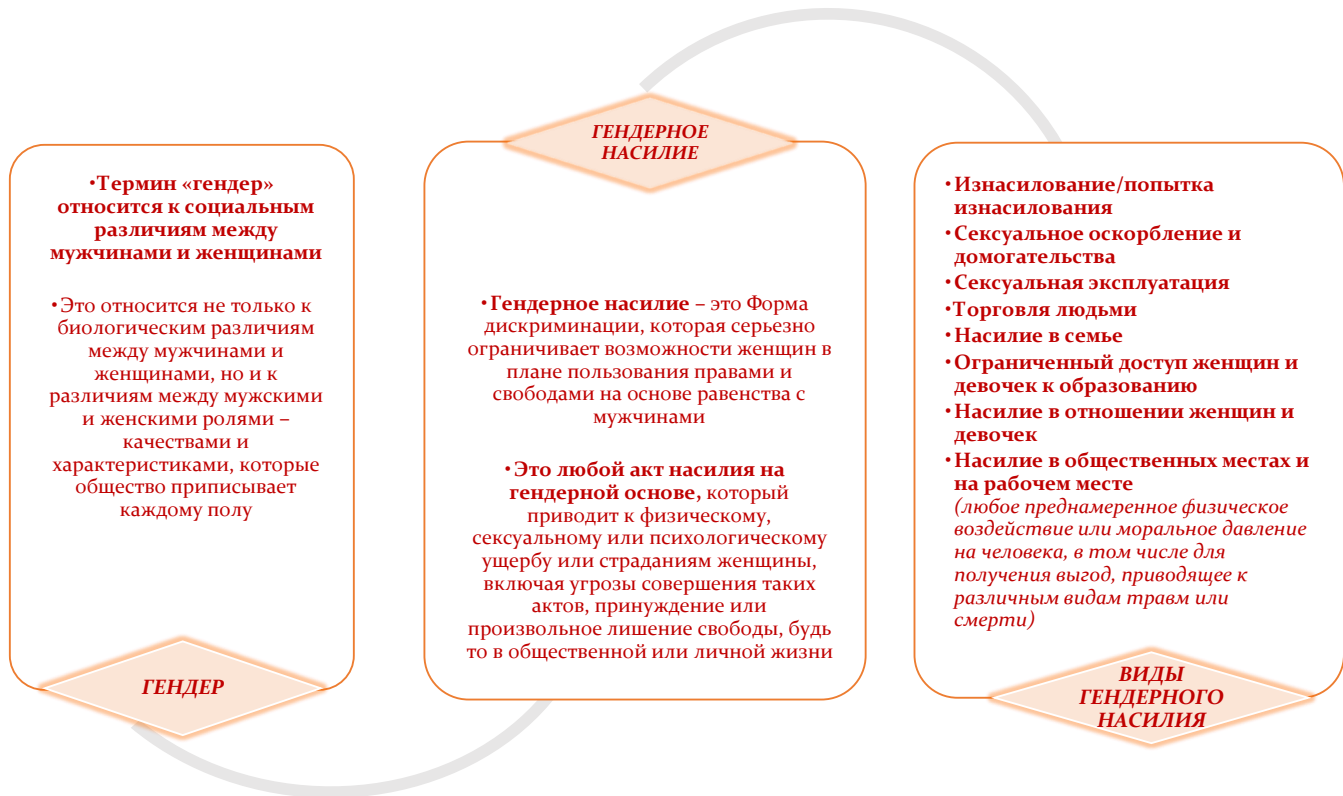 •Термин «гендер»
относится к социальным
различиям между
мужчинами и женщинами
•Это относится не только к
биологическим различиям
между мужчинами и
женщинами, но и к
различиям между мужскими
и женскими ролями –
качествами и
характеристиками, которые
общество приписывает
каждому полу
ГЕНДЕР
ГЕНДЕРНОЕ
НАСИЛИЕ
•Гендерное насилие – это Форма
дискриминации, которая серьезно
ограничивает возможности женщин в
плане пользования правами и
свободами на основе равенства с
мужчинами
•Это любой акт насилия на
гендерной основе, который
приводит к физическому,
сексуальному или психологическому
ущербу или страданиям женщины,
включая угрозы совершения таких
актов, принуждение или
произвольное лишение свободы, будь
то в общественной или личной жизни
•Изнасилование/попытка
изнасилования
•Сексуальное оскорбление и
домогательства
•Сексуальная эксплуатация
•Торговля людьми
•Насилие в семье
•Ограниченный доступ женщин и
девочек к образованию
•Насилие в отношении женщин и
девочек
•Насилие в общественных местах и
на рабочем месте
(любое преднамеренное физическое
воздействие или моральное давление
на человека, в том числе для
получения выгод, приводящее к
различным видам травм или
смерти)
ВИДЫ
ГЕНДЕРНОГО
НАСИЛИЯ